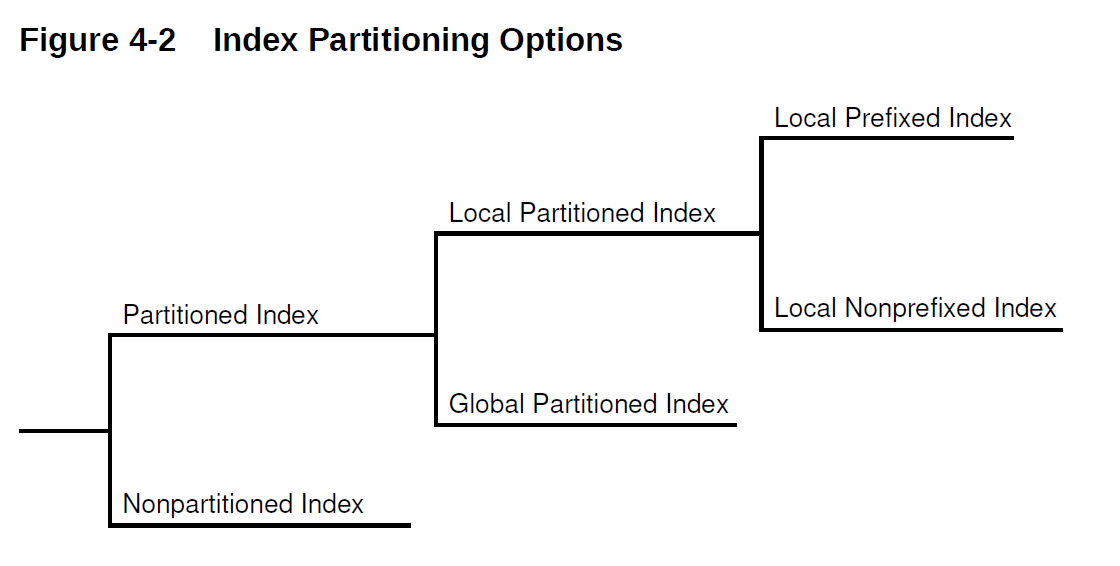 Figure 4-2 Index Partitioning Options
Local Prefixed Index
Local Partitioned Index
Local Nonprefixed Index
Partitioned Index
Global Partitioned Index
Nonpartitioned Index